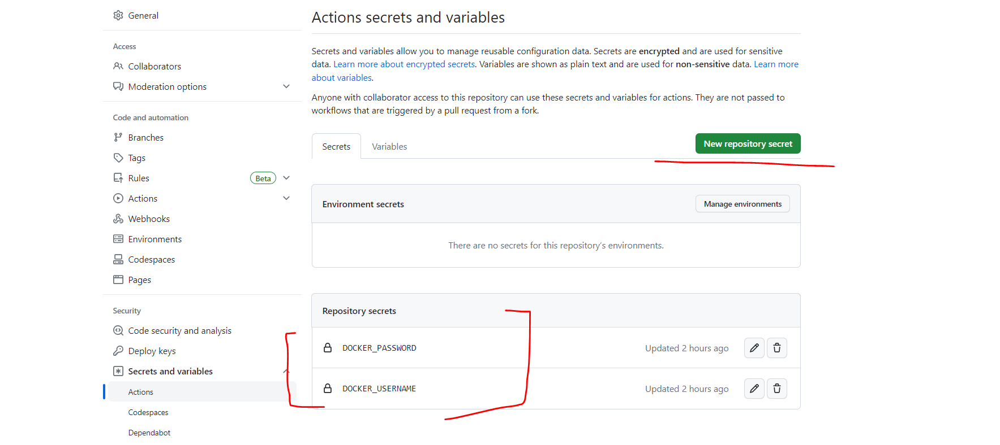 General
Access
Collaborators
Moderation options
Code and automation
Branches
Tags
Rules Beta
Actions
Webhooks
Environments
Codespaces
Pages
Security
Code security and analysis
Deploy keys
Secrets and variables
Actions
Codespaces
Dependabot
Actions secrets and variables
Secrets and variables allow you to manage reusable configuration data. Secrets are encrypted and are used for sensitive
data. Learn more about encrypted secrets. Variables are shown as plain text and are used for non-sensitive data. Learn more
about variables.
Anyone with collaborator access to this repository can use these secrets and variables for actions. They are not passed to
workflows that are triggered by a pull request from a fork.
Secrets Variables New repository secret
Environment secrets Manage environments
There are no secrets for this repository’s environments.
Repository secrets
DOCKER_PASSWORD Updated 2 hours ago
DOCKER_USERNAME Updated 2 hours ago